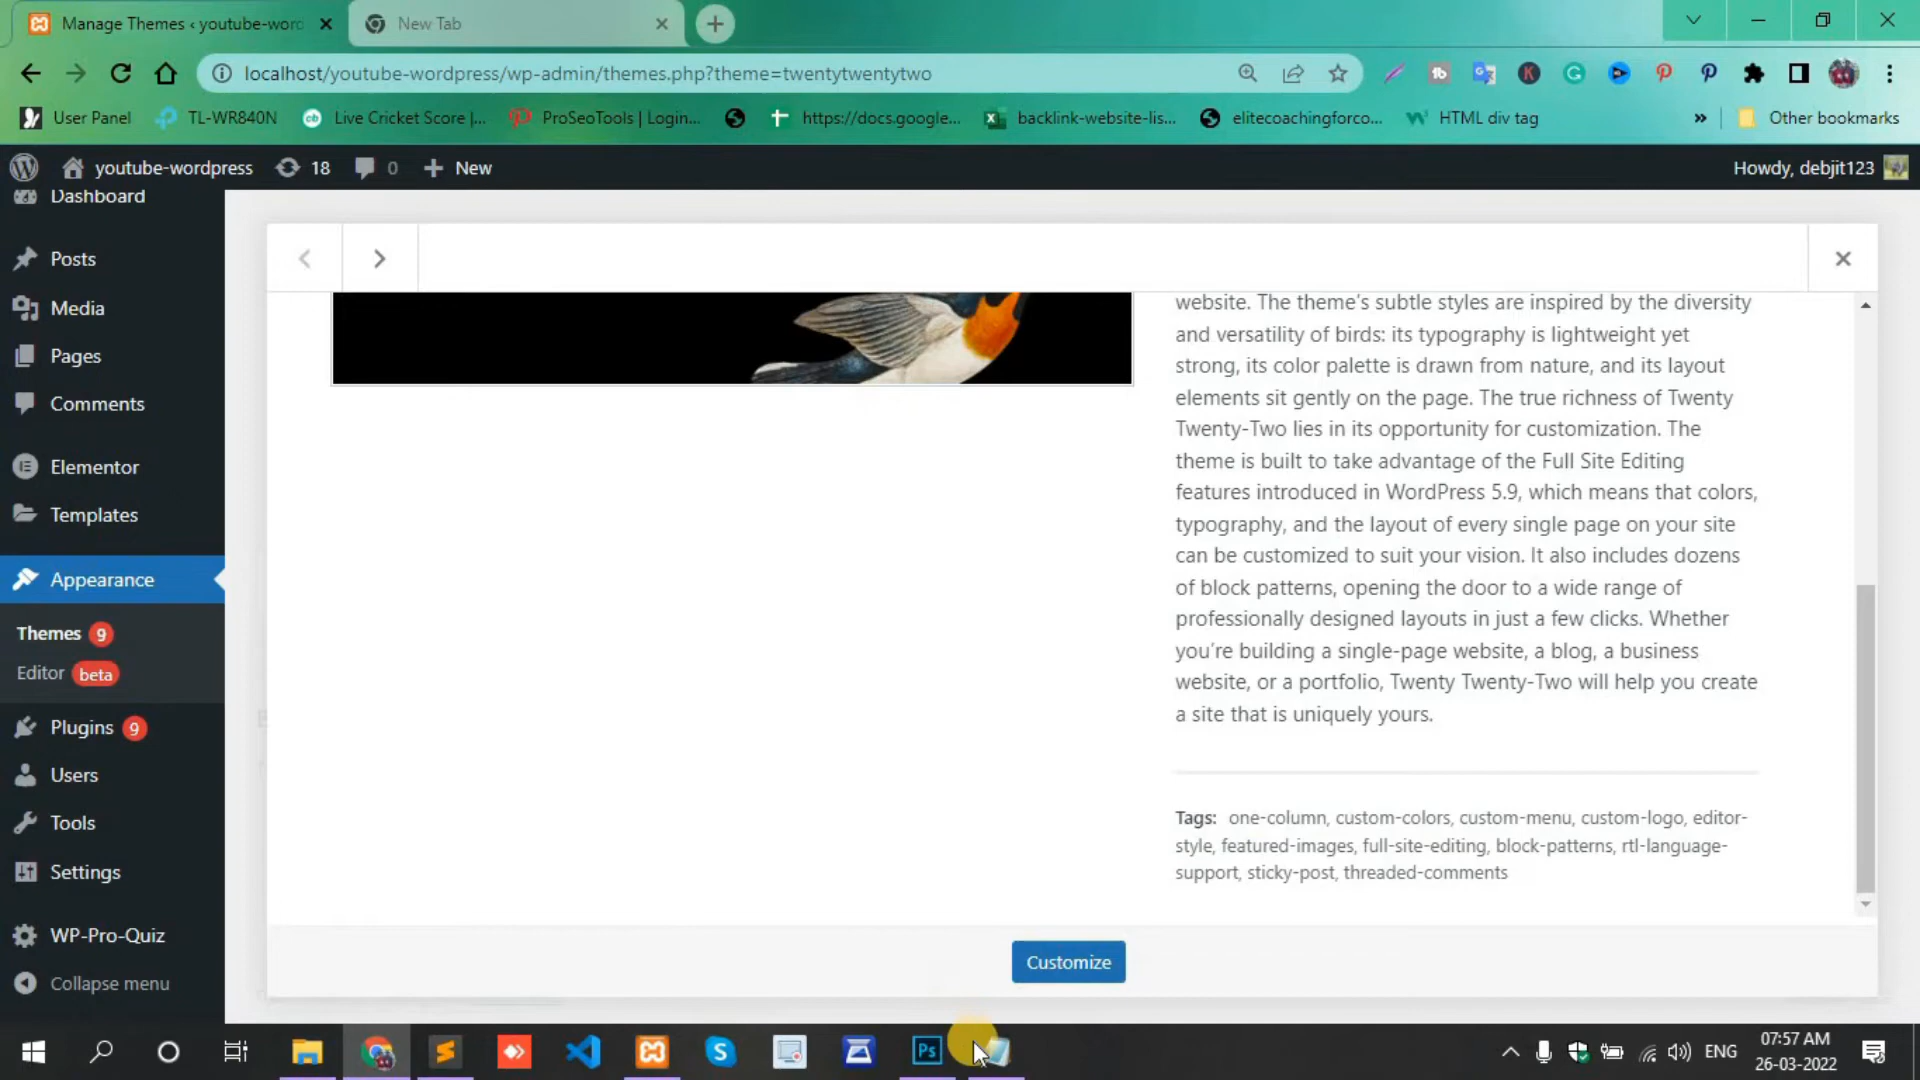 Manage Themes ‹ youtube-word
New Tab
localhost/youtube-wordpress/wp-admin/themes.php?theme=twentytwentytwo
User Panel
TL-WR840N
Live Cricket Score |...
ProSeoTools | Login...
https://docs.google...
backlink-website-lis...
elitecoachingforco...
HTML div tag
»
Other bookmarks
youtube-wordpress
18
0
New
Howdy, debjit123
Dashboard
Posts
Media
Pages
Comments
Elementor
Templates
Appearance
Themes 9
Editor beta
Plugins 9
Users
Tools
Settings
WP-Pro-Quiz
Collapse menu
website. The theme's subtle styles are inspired by the diversity
and versatility of birds: its typography is lightweight yet
strong, its color palette is drawn from nature, and its layout
elements sit gently on the page. The true richness of Twenty
Twenty-Two lies in its opportunity for customization. The
theme is built to take advantage of the Full Site Editing
features introduced in WordPress 5.9, which means that colors,
typography, and the layout of every single page on your site
can be customized to suit your vision. It also includes dozens
of block patterns, opening the door to a wide range of
professionally designed layouts in just a few clicks. Whether
you're building a single-page website, a blog, a business
website, or a portfolio, Twenty Twenty-Two will help you create
a site that is uniquely yours.
Tags: one-column, custom-colors, custom-menu, custom-logo, editor-
style, featured-images, full-site-editing, block-patterns, rtl-language-
support, sticky-post, threaded-comments
Customize
Ps
ENG
07:57 AM
26-03-2022